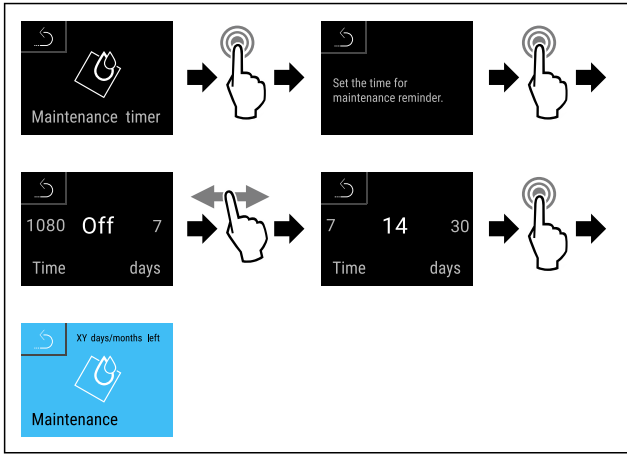 Maintenance timer
Set the time for
maintenance reminder.
1080 Off 7
Time days
7 14 30
Time days
XY days/months left
Maintenance